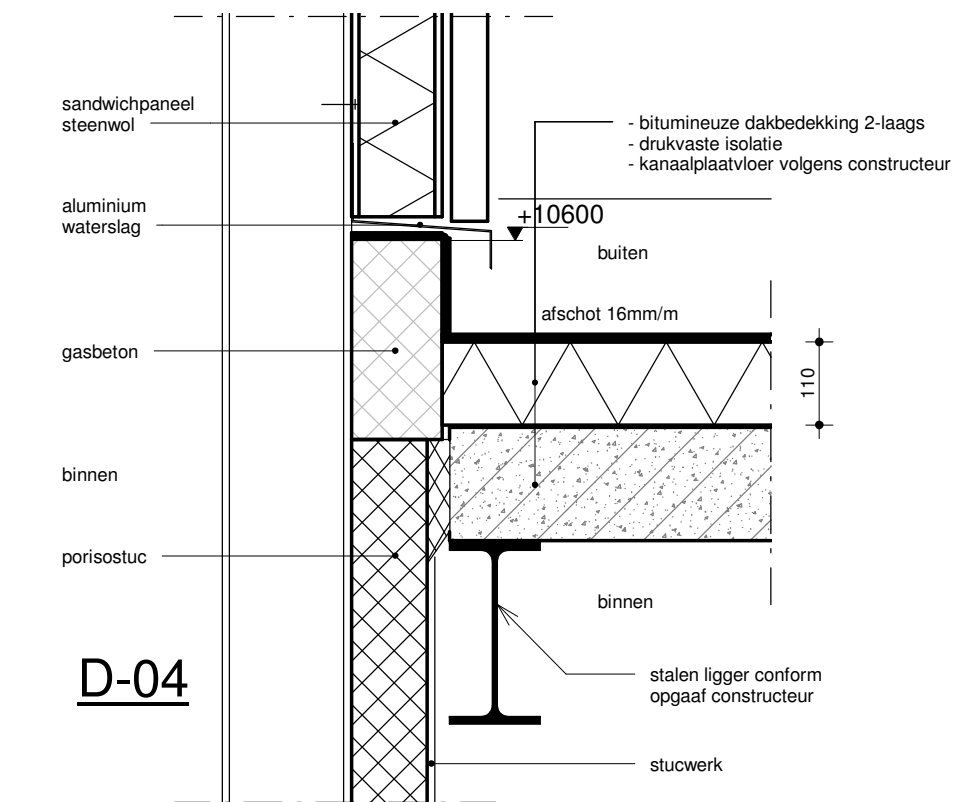 sandwichpaneel
steenwol
- bitumineuze dakbedekking 2-laags
- drukvaste isolatie
- kanaalplaatvloer volgens constructeur
aluminium
waterslag
+10600
buiten
afschot 16mm/m
gasbeton
110
binnen
porisostuc
binnen
D-04
stalen ligger conform
opgaaf constructeur
stucwerk